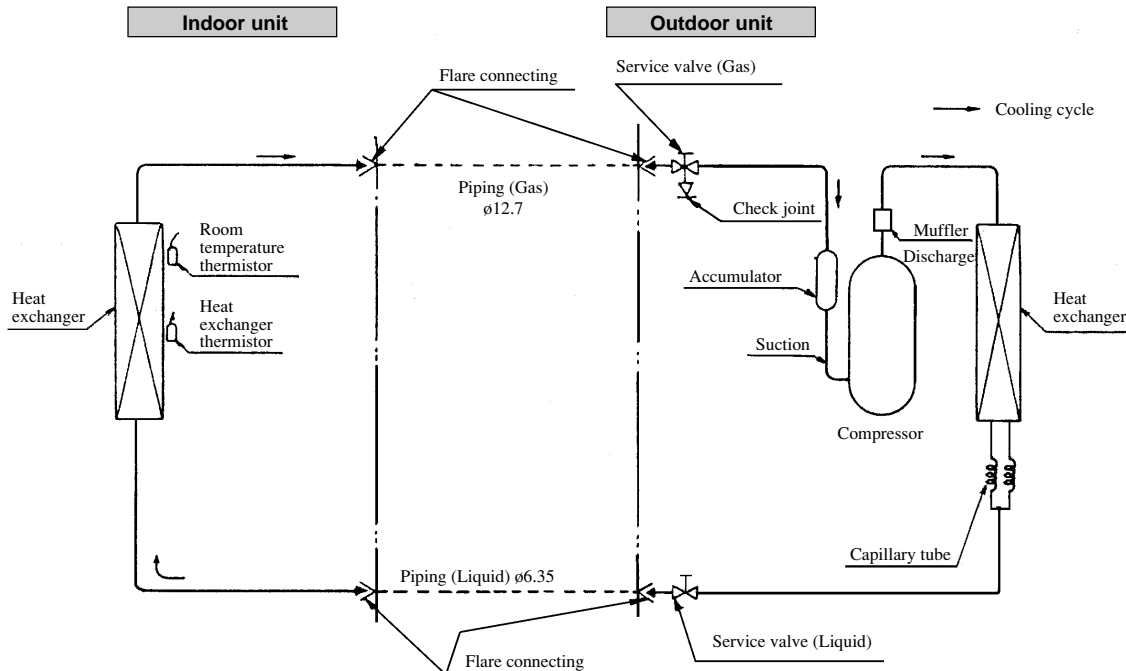 Indoor unit
Outdoor unit
Service valve (Gas)
Flare connecting
Cooling cycle
Piping (Gas)
ø12.7
Check joint
Muffler
Discharge
Room
temperature
thermistor
Accumulator
Heat
exchanger
Heat
exchanger
thermistor
Heat
exchanger
Suction
Compressor
Capillary tube
Piping (Liquid) ø6.35
Service valve (Liquid)
Flare connecting